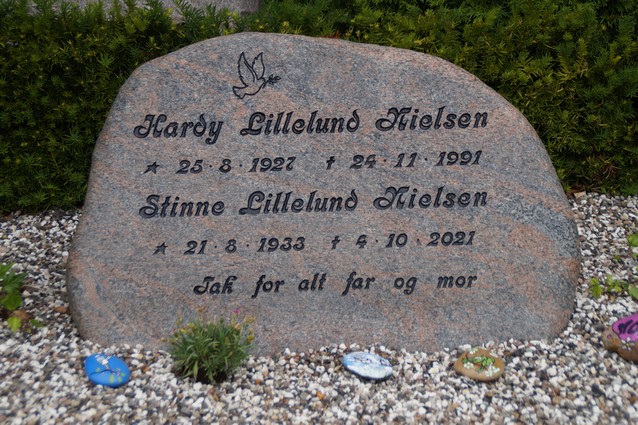 Hardy Lillelund Nielsen
★ 25 · 8 · 1927 ✝ 24 · 11 · 1991
Stinne Lillelund Nielsen
★ 21 · 8 · 1933 ✝ 4 · 10 · 2021
Tak for alt far og mor